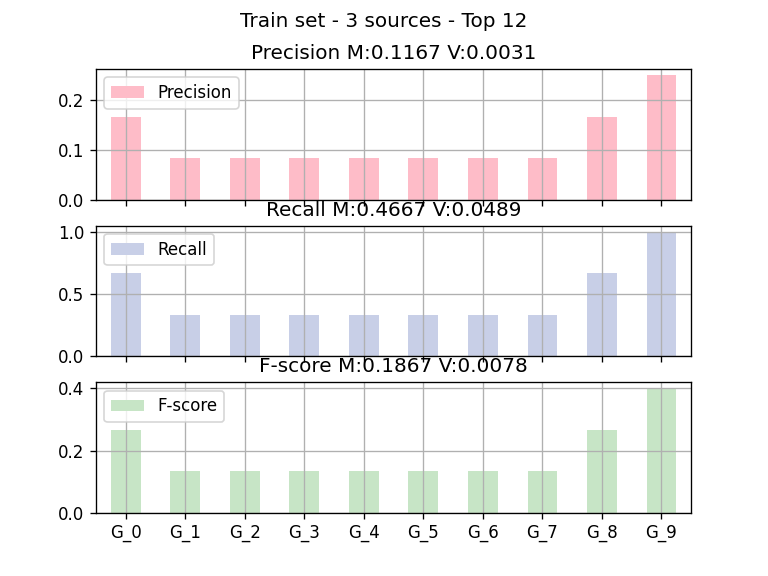 Train set - 3 sources - Top 12
Precision M:0.1167 V:0.0031
0.2
0.1
0.0
Precision
Recall M:0.4667 V:0.0489
1.0
0.5
0.0
Recall
F-score M:0.1867 V:0.0078
0.4
0.2
0.0
F-score
G_0 G_1 G_2 G_3 G_4 G_5 G_6 G_7 G_8 G_9